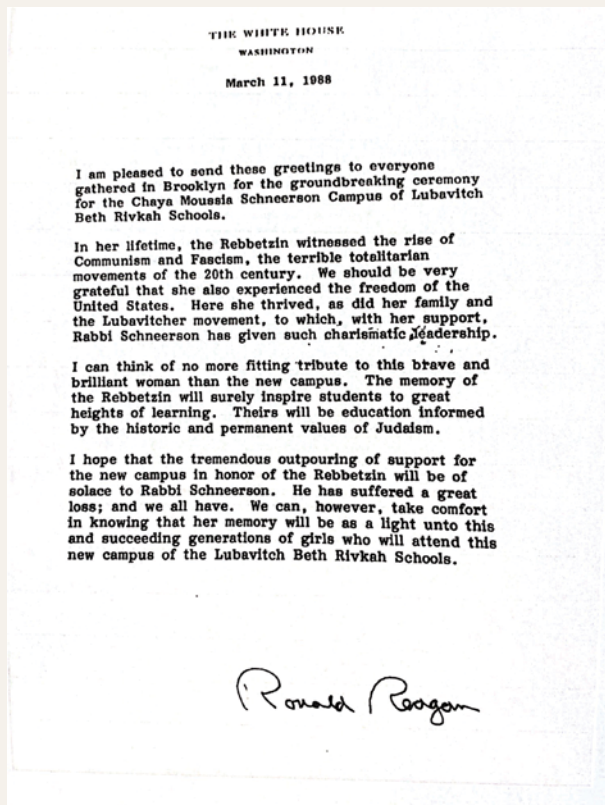 THE WHITE HOUSE
WASHINGTON
March 11, 1988
I am pleased to send these greetings to everyone
gathered in Brooklyn for the groundbreaking ceremony
for the Chaya Moussia Schneerson Campus of Lubavitch
Beth Rivkah Schools.
In her lifetime, the Rebbetzin witnessed the rise of
Communism and Fascism, the terrible totalitarian
movements of the 20th century. We should be very
grateful that she also experienced the freedom of the
United States. Here she thrived, as did her family and
the Lubavitcher movement, to which, with her support,
Rabbi Schneerson has given such charismatic leadership.
I can think of no more fitting tribute to this brave and
brilliant woman than the new campus. The memory of
the Rebbetzin will surely inspire students to great
heights of learning. Theirs will be education informed
by the historic and permanent values of Judaism.
I hope that the tremendous outpouring of support for
the new campus in honor of the Rebbetzin will be of
solace to Rabbi Schneerson. He has suffered a great
loss; and we all have. We can, however, take comfort
in knowing that her memory will be as a light unto this
and succeeding generations of girls who will attend this
new campus of the Lubavitch Beth Rivkah Schools.
Ronald Reagan